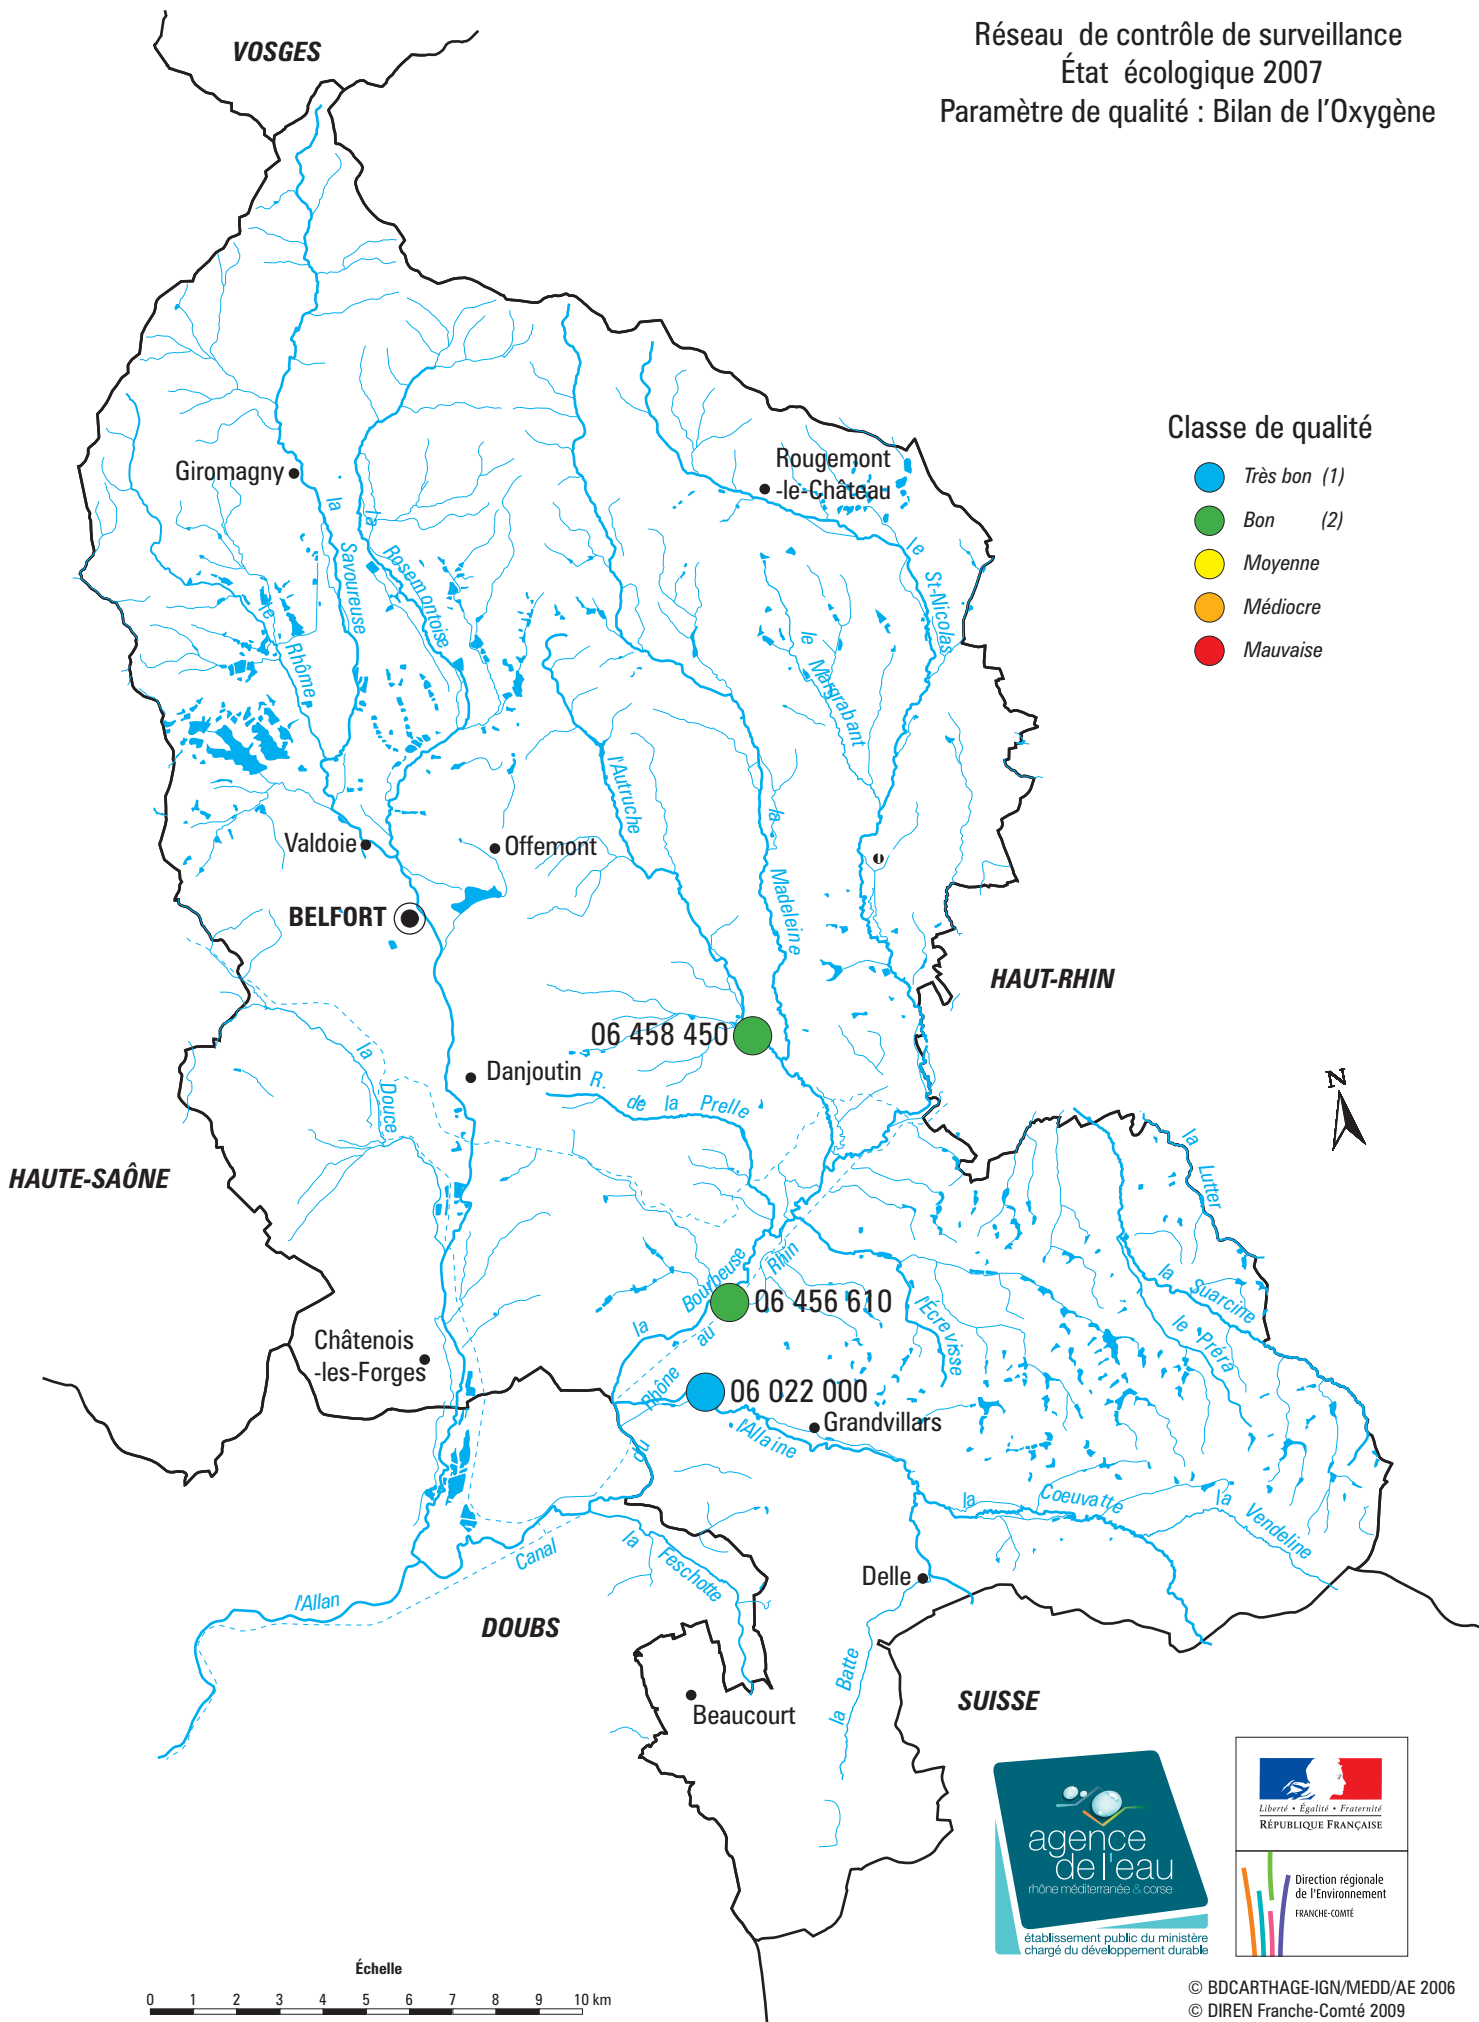 Réseau de contrôle de surveillance
État écologique 2007
Paramètre de qualité : Bilan de l'Oxygène
VOSGES
Classe de qualité
Très bon (1)
Bon (2)
Moyenne
Médiocre
Mauvaise
Giromagny
Rougemont
-le-Château
la Savoureuse
la Rosemontoise
le Rhôme
le St-Nicolas
le Margrabant
l'Autruche
la Madeleine
Valdoie
Offemont
BELFORT
HAUT-RHIN
06 458 450
Danjoutin
R. de la Prelle
la Douce
N
HAUTE-SAÔNE
la Lutter
la Suarcine
le Préra
l'Écrevisse
la Bourbeuse
06 456 610
Canal du Rhône au Rhin
Châtenois
-les-Forges
06 022 000
Grandvillars
l'Allaine
la Coeuvatte
la Vendeline
la Feschotte
Delle
l'Allan
DOUBS
la Batte
SUISSE
Beaucourt
agence
de l'eau
rhône méditerranée & corse
établissement public du ministère
chargé du développement durable
Liberté • Égalité • Fraternité
RÉPUBLIQUE FRANÇAISE
Direction régionale
de l'Environnement
FRANCHE-COMTÉ
Échelle
0 1 2 3 4 5 6 7 8 9 10 km
© BDCARTHAGE-IGN/MEDD/AE 2006
© DIREN Franche-Comté 2009